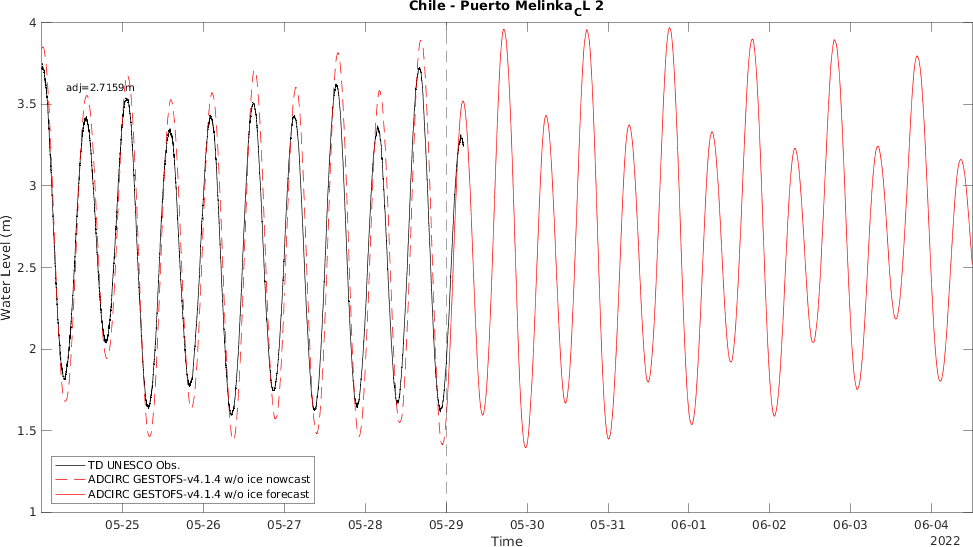 Chile - Puerto Melinka_CL 2
4
adj=2.7159m
3.5
3
2.5
2
1.5
1
Water Level (m)
TD UNESCO Obs.
ADCIRC GESTOFS-v4.1.4 w/o ice nowcast
ADCIRC GESTOFS-v4.1.4 w/o ice forecast
05-25 05-26 05-27 05-28 05-29 05-30 05-31 06-01 06-02 06-03 06-04
Time
2022